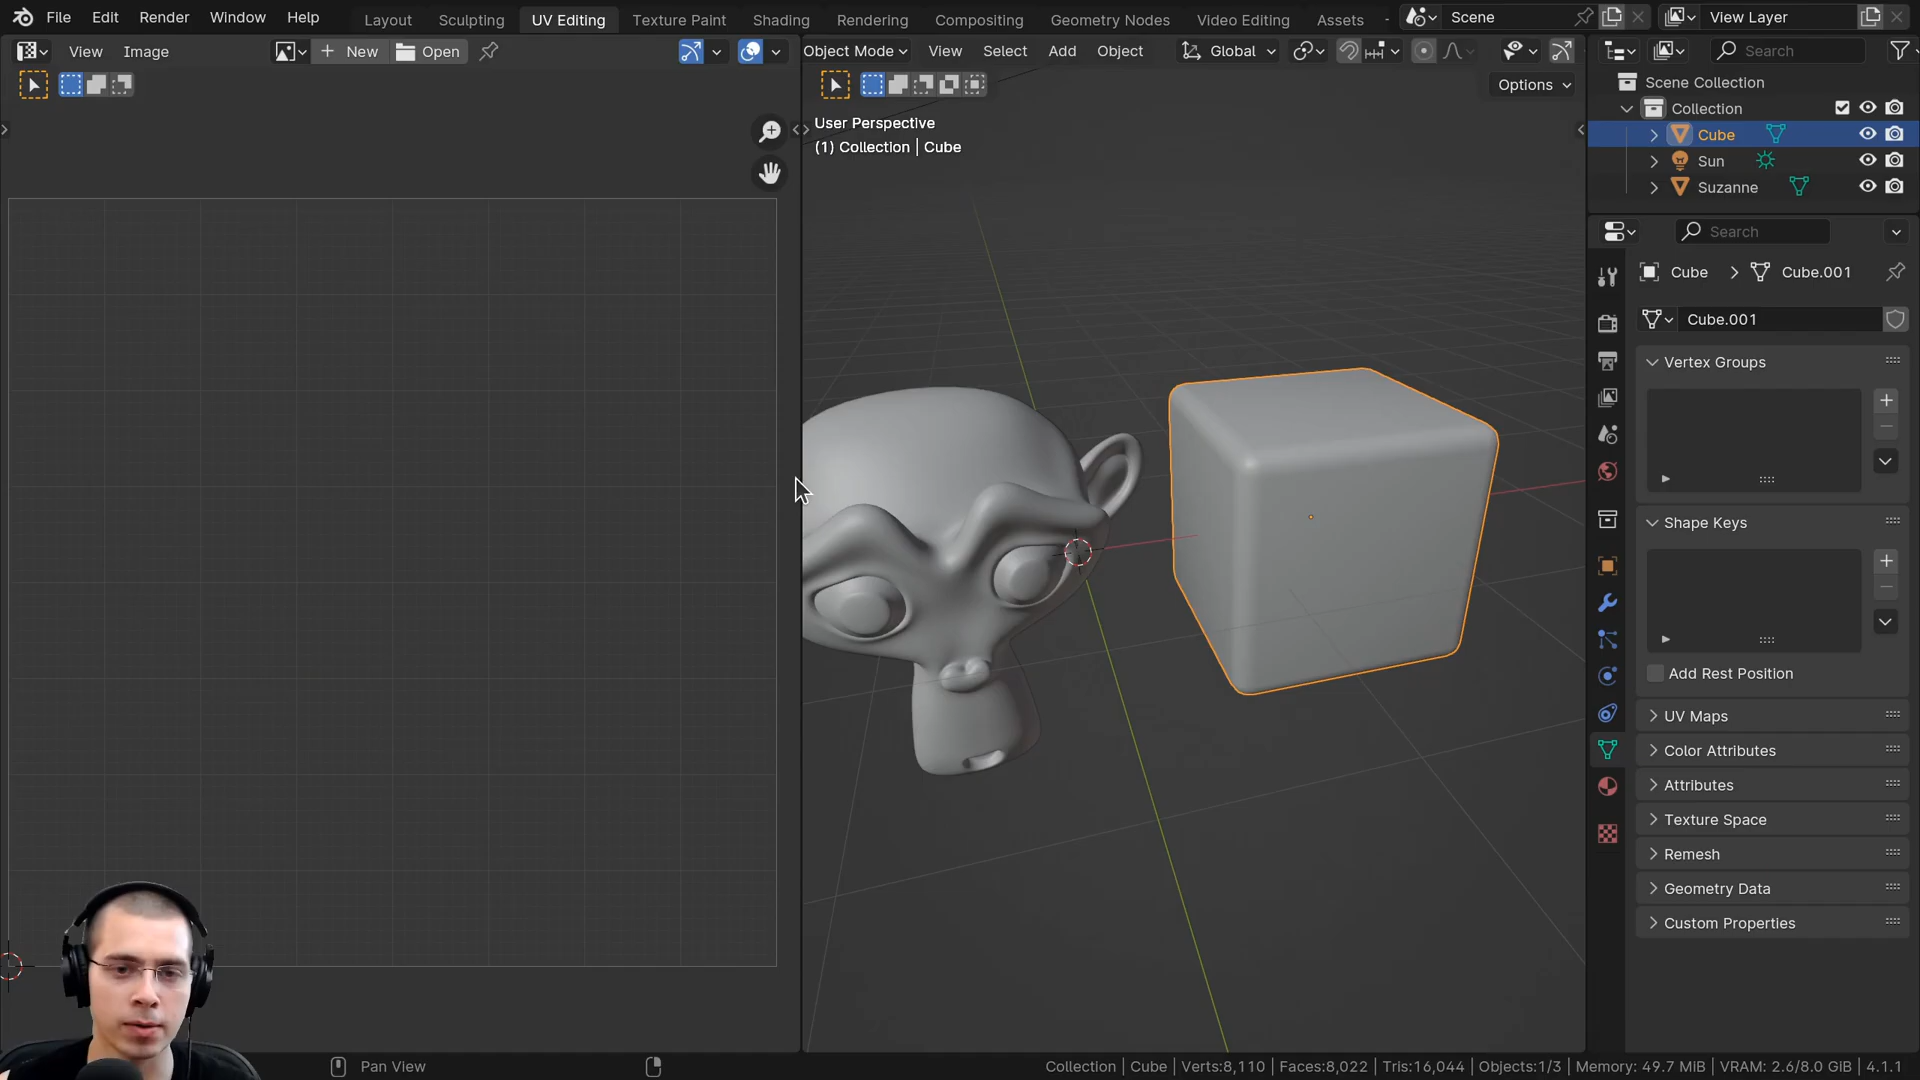 File Edit Render Window Help Layout Sculpting UV Editing Texture Paint Shading Rendering Compositing Geometry Nodes Video Editing Assets Scene View Layer
View Image New Open Object Mode View Select Add Object Global Search
Options
Scene Collection
Collection
Cube
Sun
Suzanne
User Perspective
(1) Collection | Cube
Search
Cube Cube.001
Cube.001
Vertex Groups
Shape Keys
Add Rest Position
UV Maps
Color Attributes
Attributes
Texture Space
Remesh
Geometry Data
Custom Properties
Pan View Collection | Cube | Verts:8,110 | Faces:8,022 | Tris:16,044 | Objects:1/3 | Memory: 49.7 MiB | VRAM: 2.6/8.0 GiB | 4.1.1